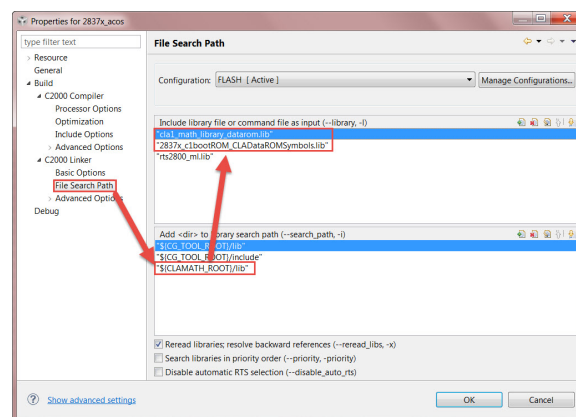 Properties for 2837x_acos
type filter text
Resource
General
Build
C2000 Compiler
Processor Options
Optimization
Include Options
Advanced Options
C2000 Linker
Basic Options
File Search Path
Advanced Options
Debug
File Search Path
Configuration: FLASH [ Active ]
Manage Configurations...
Include library file or command file as input (--library, -l)
"cla1_math_library_datarom.lib"
"2837x_c1bootROM_CLADataROMSymbols.lib"
"rts2800_ml.lib"
Add <dir> to library search path (--search_path, -i)
"${CG_TOOL_ROOT}/lib"
"${CG_TOOL_ROOT}/include"
"${CLAMATH_ROOT}/lib"
Reread libraries; resolve backward references (--reread_libs, -x)
Search libraries in priority order (--priority, -priority)
Disable automatic RTS selection (--disable_auto_rts)
Show advanced settings
OK
Cancel